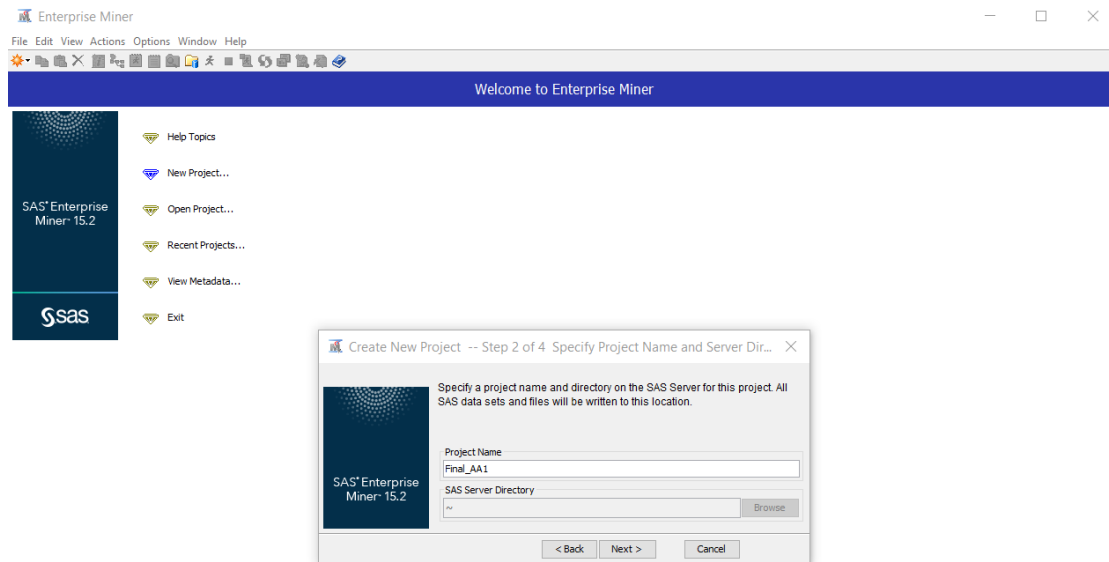 Enterprise Miner
File Edit View Actions Options Window Help
Welcome to Enterprise Miner
SAS® Enterprise
Miner™ 15.2
sas
Help Topics
New Project...
Open Project...
Recent Projects...
View Metadata...
Exit
Create New Project -- Step 2 of 4 Specify Project Name and Server Dir...
SAS® Enterprise
Miner™ 15.2
Specify a project name and directory on the SAS Server for this project. All
SAS data sets and files will be written to this location.
Project Name
Final_AA1
SAS Server Directory
~
Browse
< Back Next > Cancel